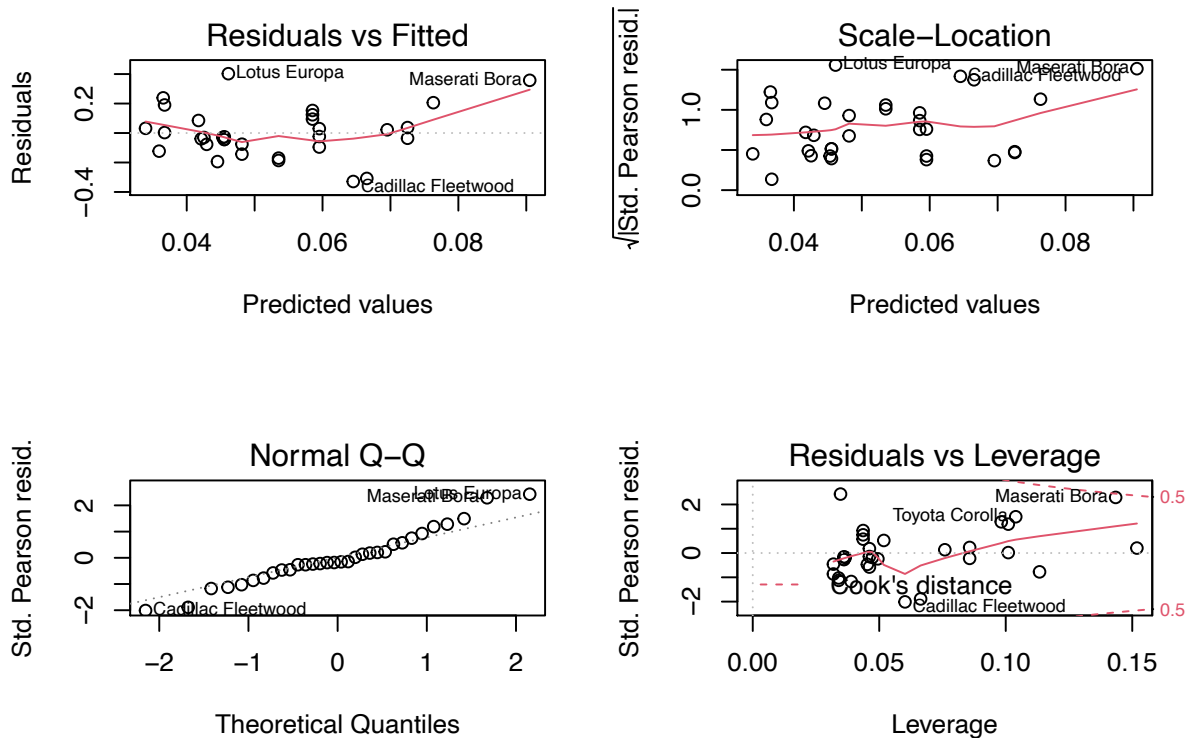 Residuals vs Fitted
Residuals
0.2
−0.4
Lotus Europa
Maserati Bora
Cadillac Fleetwood
0.04 0.06 0.08
Predicted values
Scale−Location
√|Std. Pearson resid.|
1.0
0.0
Lotus Europa
Maserati Bora
Cadillac Fleetwood
0.04 0.06 0.08
Predicted values
Normal Q−Q
Std. Pearson resid.
2
0
−2
Lotus Europa
Maserati Bora
Cadillac Fleetwood
−2 −1 0 1 2
Theoretical Quantiles
Residuals vs Leverage
Std. Pearson resid.
2
0
−2
Maserati Bora
Toyota Corolla
Cook's distance
Cadillac Fleetwood
0.5
0.5
0.00 0.05 0.10 0.15
Leverage